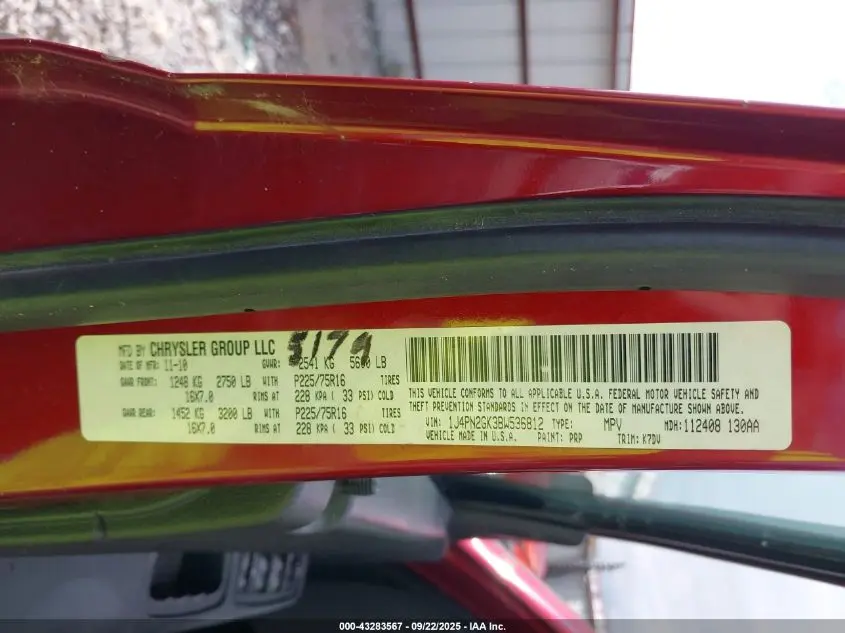 MFD BY CHRYSLER GROUP LLC
5179
DATE OF MFR: 11-10 GVWR: 2541 KG 5600 LB
GAWR FRONT: 1248 KG 2750 LB WITH P225/75R16 TIRES
16X7.0 RIMS AT 228 KPA ( 33 PSI) COLD
GAWR REAR: 1452 KG 3200 LB WITH P225/75R16 TIRES
16X7.0 RIMS AT 228 KPA ( 33 PSI) COLD
THIS VEHICLE CONFORMS TO ALL APPLICABLE U.S.A. FEDERAL MOTOR VEHICLE SAFETY AND
THEFT PREVENTION STANDARDS IN EFFECT ON THE DATE OF MANUFACTURE SHOWN ABOVE.
VIN: 1J4PN2GK3BW536812 TYPE: MPV MDH: 112408 130AA
VEHICLE MADE IN U.S.A. PAINT: PRP TRIM: K7DV
000-43283567 - 09/22/2025 - IAA, Inc.